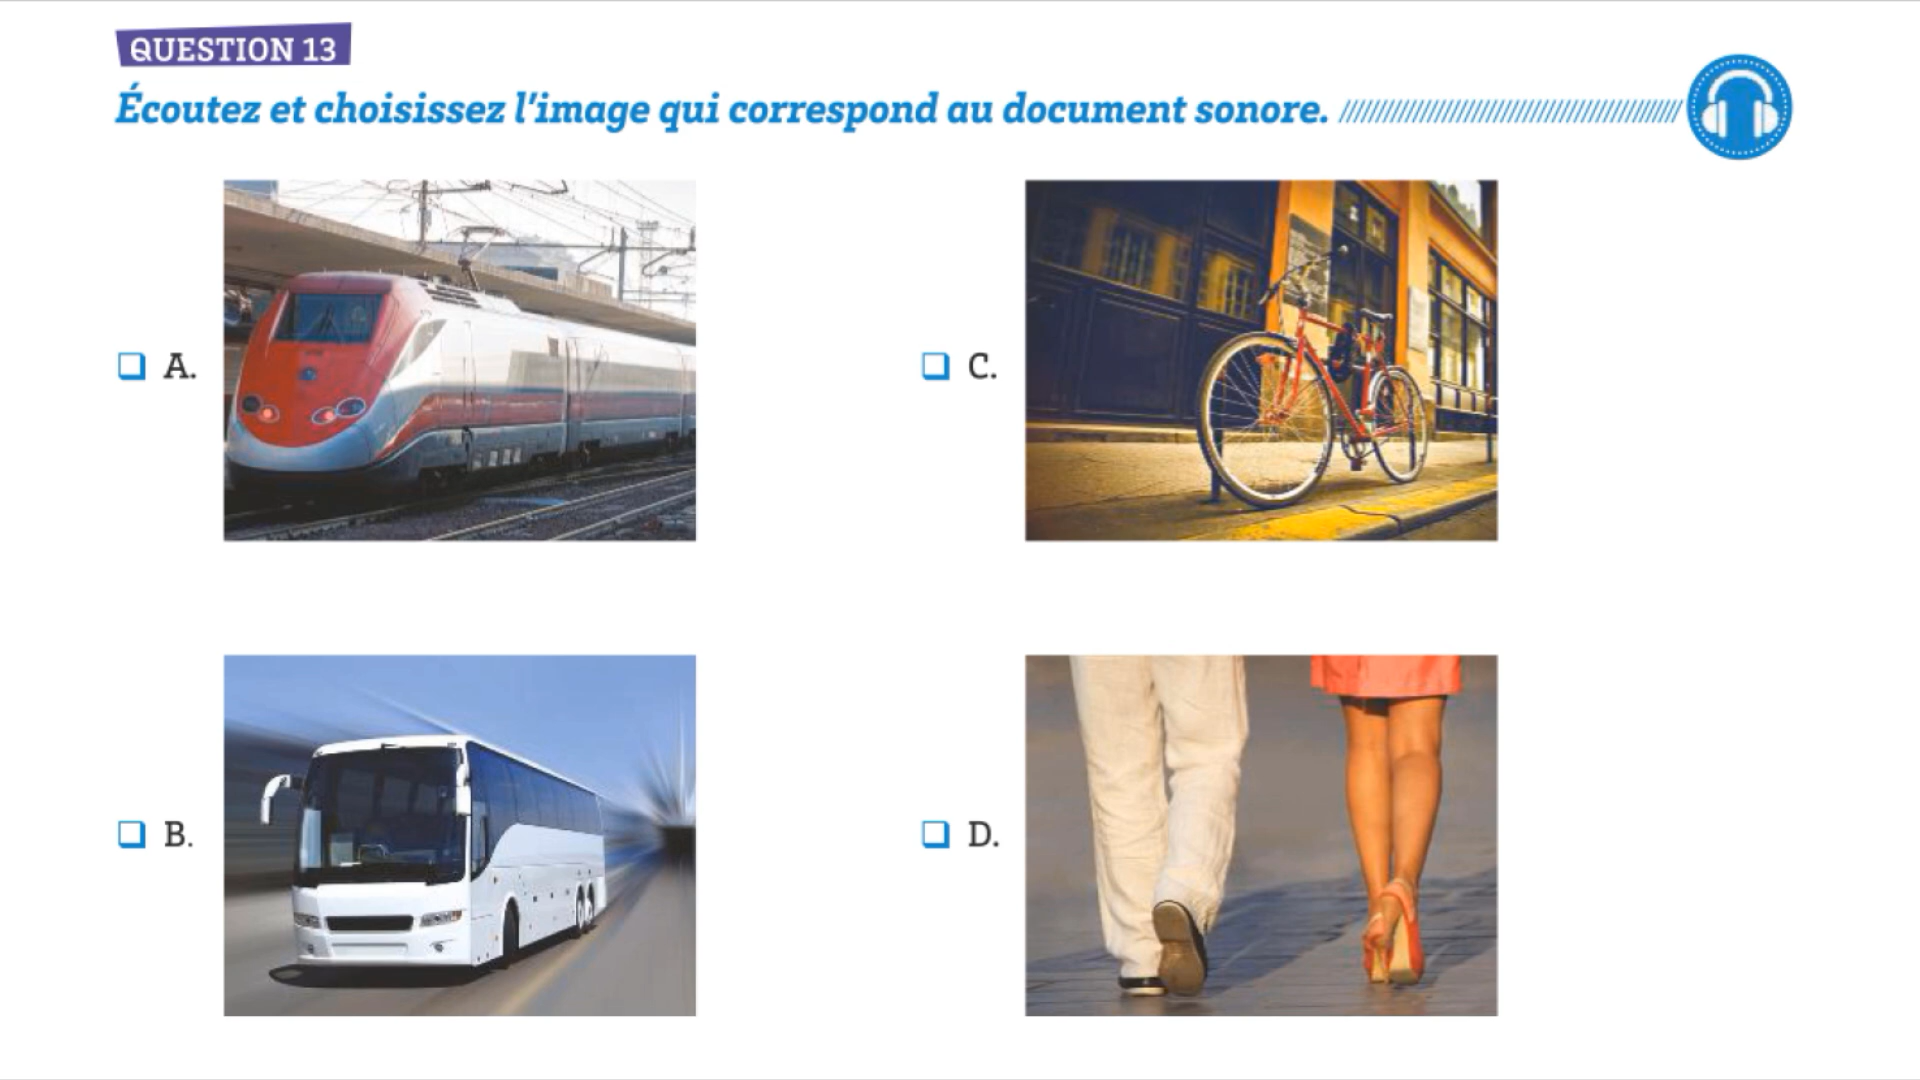 QUESTION 13
Écoutez et choisissez l'image qui correspond au document sonore.
A.
C.
B.
D.